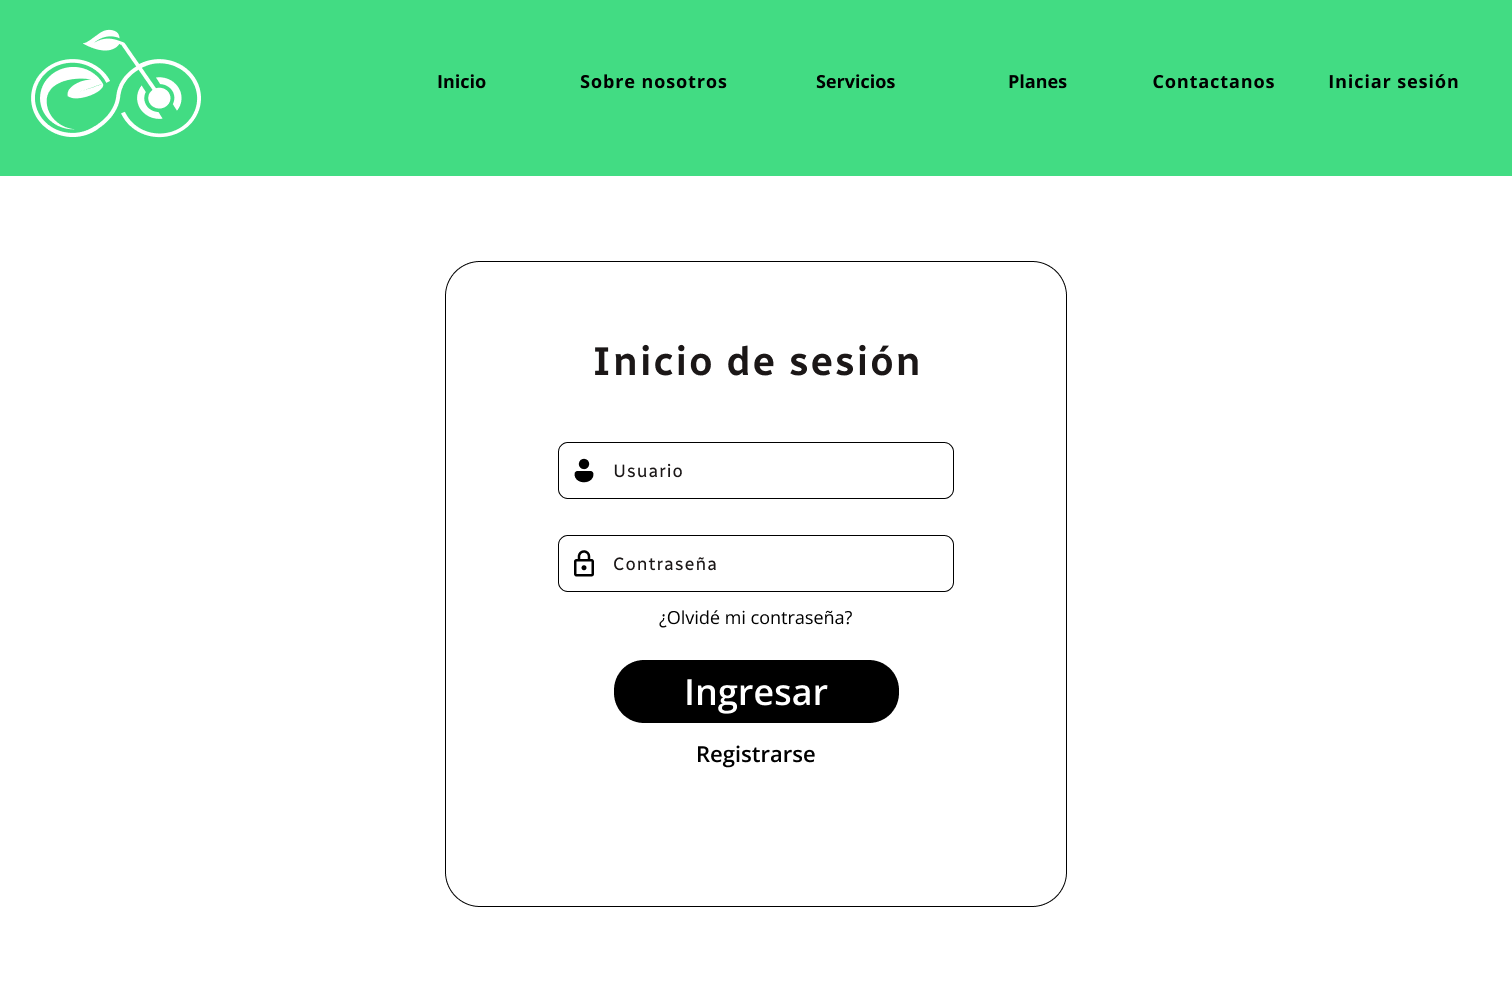 Inicio Sobre nosotros Servicios Planes Contactanos Iniciar sesión
Inicio de sesión
Usuario
Contraseña
¿Olvidé mi contraseña?
Ingresar
Registrarse